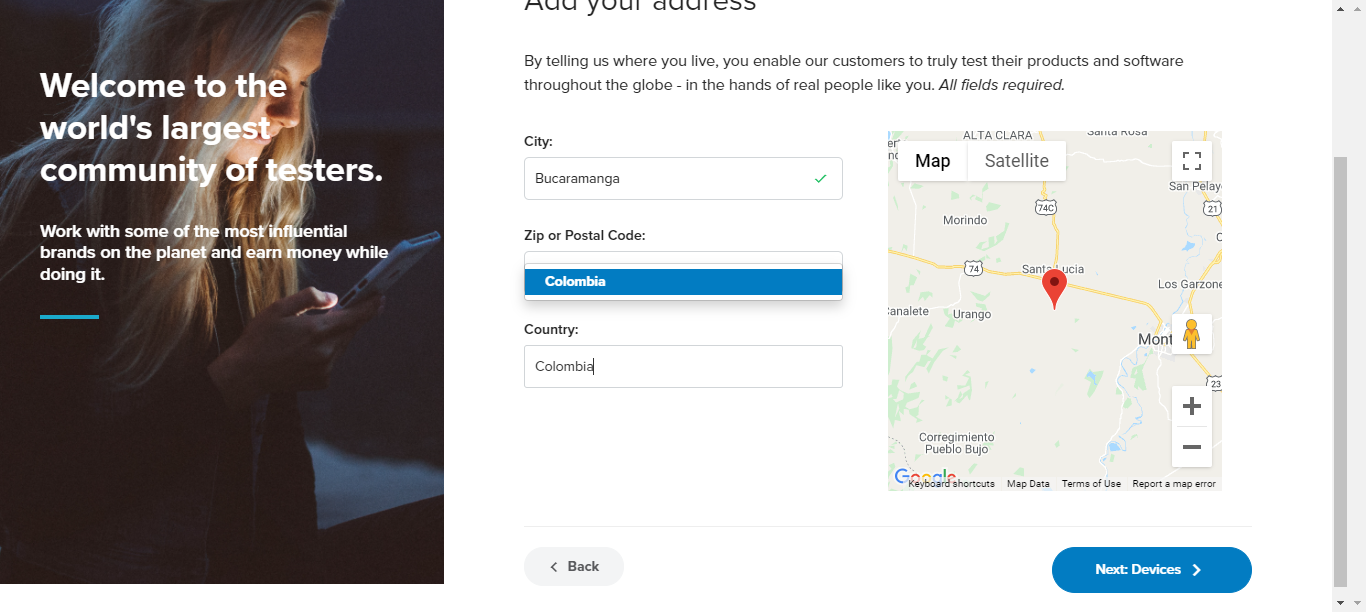 Add your address
Welcome to the
world's largest
community of testers.
Work with some of the most influential
brands on the planet and earn money while
doing it.
By telling us where you live, you enable our customers to truly test their products and software
throughout the globe - in the hands of real people like you. All fields required.
City:
Bucaramanga
Zip or Postal Code:
Colombia
Country:
Colombia
Map
Satellite
ALTA CLARA
Santa Rosa
San Pelay
21
74C
Morindo
74
Santa Lucia
Los Garzone
Canalete
Urango
Mont
23
Corregimiento
Pueblo Bujo
Google
Keyboard shortcuts
Map Data
Terms of Use
Report a map error
Back
Next: Devices